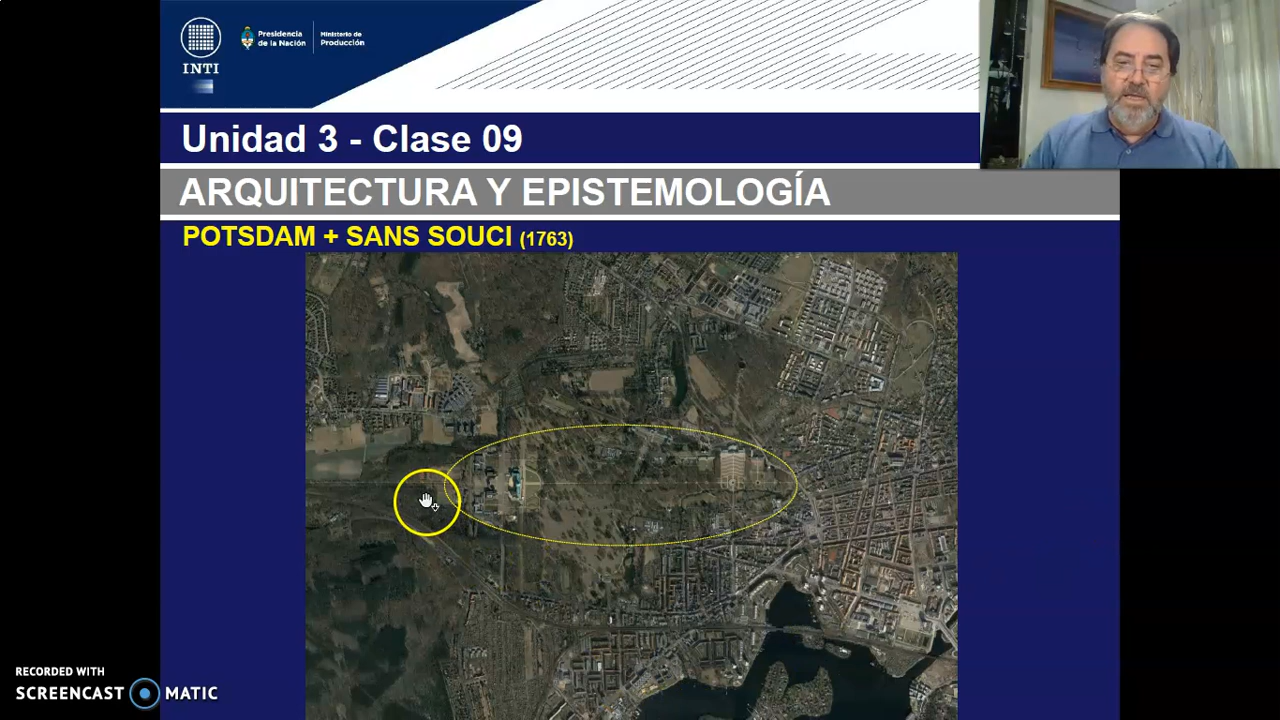 INTI
Presidencia
de la Nación
Ministerio de
Producción
Unidad 3 - Clase 09
ARQUITECTURA Y EPISTEMOLOGÍA
POTSDAM + SANS SOUCI (1763)
RECORDED WITH
SCREENCAST MATIC